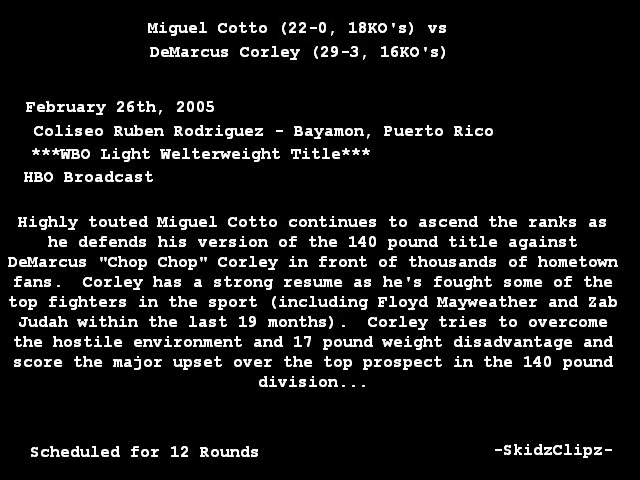 Miguel Cotto (22-0, 18KO's) vs
DeMarcus Corley (29-3, 16KO's)
February 26th, 2005
Coliseo Ruben Rodriguez - Bayamon, Puerto Rico
***WBO Light Welterweight Title***
HBO Broadcast
Highly touted Miguel Cotto continues to ascend the ranks as
he defends his version of the 140 pound title against
DeMarcus "Chop Chop" Corley in front of thousands of hometown
fans.  Corley has a strong resume as he's fought some of the
top fighters in the sport (including Floyd Mayweather and Zab
Judah within the last 19 months).  Corley tries to overcome
the hostile environment and 17 pound weight disadvantage and
score the major upset over the top prospect in the 140 pound
division...
Scheduled for 12 Rounds
-SkidzClipz-